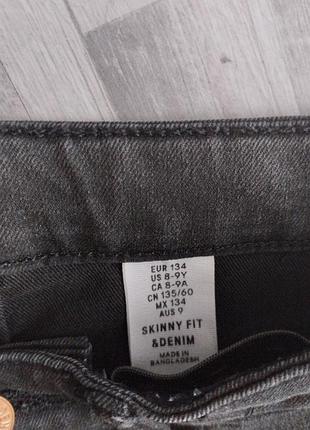 EUR 134
US 8-9Y
CA 8-9A
CN 135/60
MX 134
AUS 9
SKINNY FIT
&DENIM
MADE IN
BANGLADESH